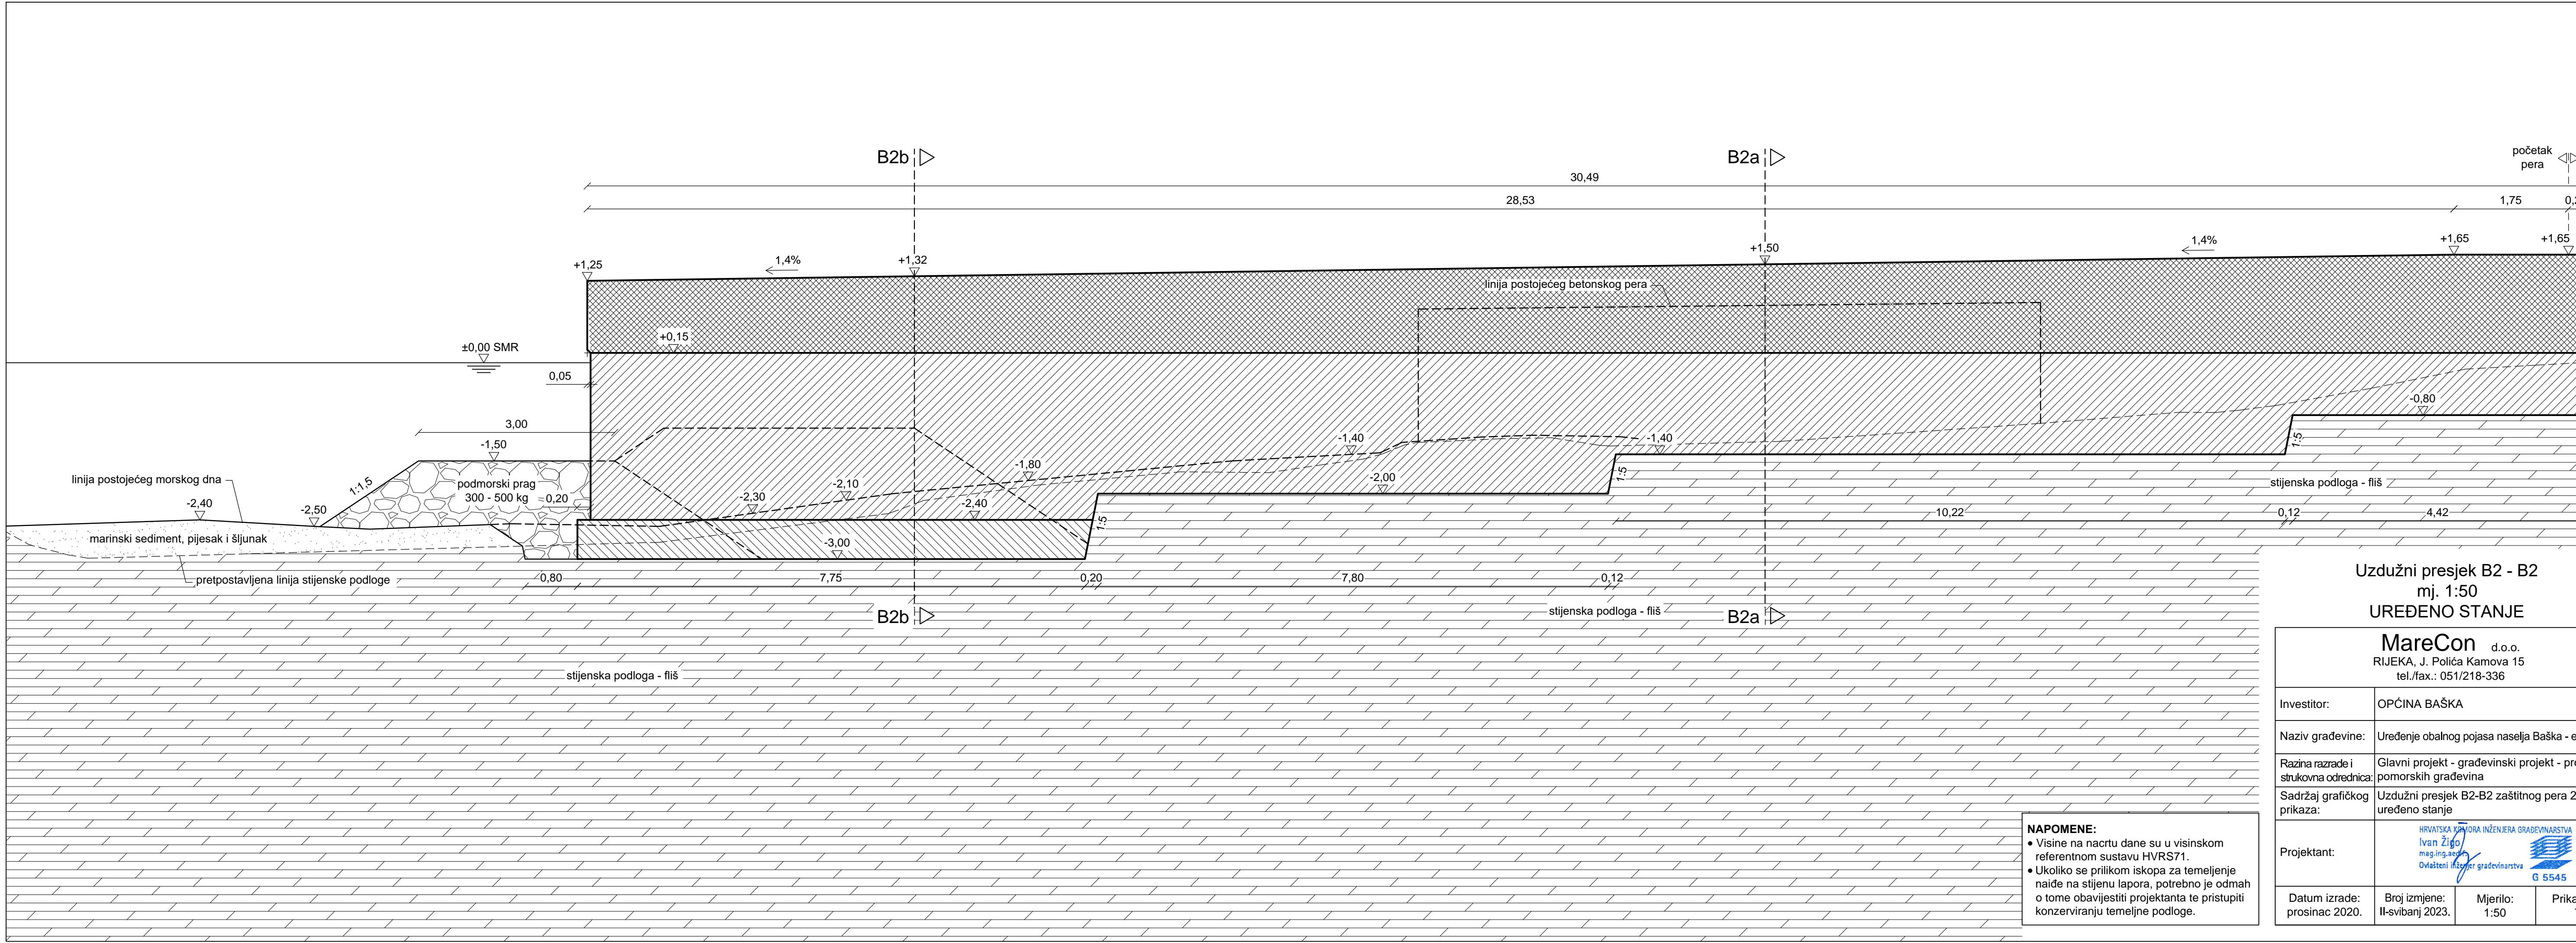 B2b
B2a
početak
pera
30,49
28,53
1,75
+1,25
1,4%
+1,32
+1,50
1,4%
+1,65
+1,65
linija postojećeg betonskog pera
+0,15
±0,00 SMR
0,05
3,00
-1,50
1:1,5
podmorski prag
300 - 500 kg
0,20
linija postojećeg morskog dna
-2,40
-2,50
marinski sediment, pijesak i šljunak
pretpostavljena linija stijenske podloge
-2,30
-2,10
-2,40
-1,80
-3,00
1:5
-1,40
-2,00
-1,40
1:5
1:5
-0,80
stijenska podloga - fliš
10,22
0,12
4,42
0,80
7,75
0,20
7,80
0,12
B2b
B2a
stijenska podloga - fliš
stijenska podloga - fliš
Uzdužni presjek B2 - B2
mj. 1:50
UREĐENO STANJE
MareCon d.o.o.
RIJEKA, J. Polića Kamova 15
tel./fax.: 051/218-336
Investitor:
OPĆINA BAŠKA
Naziv građevine:
Uređenje obalnog pojasa naselja Baška - e
Razina razrade i
strukovna odrednica:
Glavni projekt - građevinski projekt - pro
pomorskih građevina
Sadržaj grafičkog
prikaza:
Uzdužni presjek B2-B2 zaštitnog pera 2
uređeno stanje
Projektant:
HRVATSKA KOMORA INŽENJERA GRAĐEVINARSTVA
Ivan Žigo
mag.ing.aedif.
Ovlašteni inženjer građevinarstva
G 5545
Datum izrade:
prosinac 2020.
Broj izmjene:
II-svibanj 2023.
Mjerilo:
1:50
Prika
NAPOMENE:
• Visine na nacrtu dane su u visinskom
referentnom sustavu HVRS71.
• Ukoliko se prilikom iskopa za temeljenje
naiđe na stijenu lapora, potrebno je odmah
o tome obavijestiti projektanta te pristupiti
konzerviranju temeljne podloge.